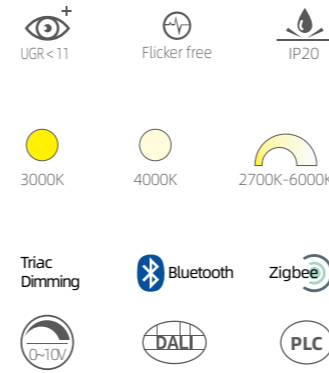 UGR<11
Flicker free
IP20
3000K
4000K
2700K-6000K
Triac
Dimming
Bluetooth
Zigbee
0~10V
DALI
PLC